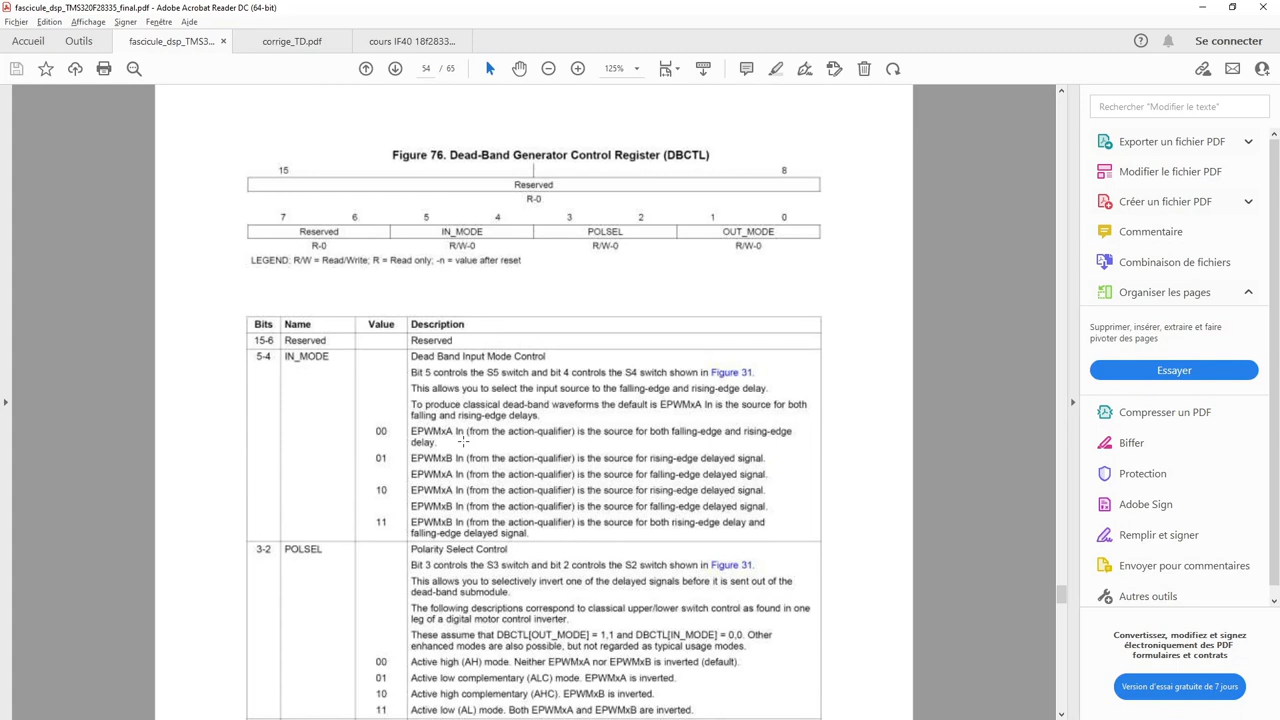 fascicule_dsp_TMS320F28335_final.pdf - Adobe Acrobat Reader DC (64-bit)
Fichier Edition Affichage Signer Fenêtre Aide
Accueil Outils fascicule_dsp_TMS3... corrige_TD.pdf cours IF40 18f2833... Se connecter
54 / 65 125%
Figure 76. Dead-Band Generator Control Register (DBCTL)
15 8
Reserved
R-0
7 6 5 4 3 2 1 0
Reserved IN_MODE POLSEL OUT_MODE
R-0 R/W-0 R/W-0 R/W-0
LEGEND: R/W = Read/Write; R = Read only; -n = value after reset
Bits Name Value Description
15-6 Reserved Reserved
5-4 IN_MODE Dead Band Input Mode Control
Bit 5 controls the S5 switch and bit 4 controls the S4 switch shown in Figure 31.
This allows you to select the input source to the falling-edge and rising-edge delay.
To produce classical dead-band waveforms the default is EPWMxA In is the source for both
falling and rising-edge delays.
00 EPWMxA In (from the action-qualifier) is the source for both falling-edge and rising-edge
delay.
01 EPWMxB In (from the action-qualifier) is the source for rising-edge delayed signal.
EPWMxA In (from the action-qualifier) is the source for falling-edge delayed signal.
10 EPWMxA In (from the action-qualifier) is the source for rising-edge delayed signal.
EPWMxB In (from the action-qualifier) is the source for falling-edge delayed signal.
11 EPWMxB In (from the action-qualifier) is the source for both rising-edge delay and
falling-edge delayed signal.
3-2 POLSEL Polarity Select Control
Bit 3 controls the S3 switch and bit 2 controls the S2 switch shown in Figure 31.
This allows you to selectively invert one of the delayed signals before it is sent out of the
dead-band submodule.
The following descriptions correspond to classical upper/lower switch control as found in one
leg of a digital motor control inverter.
These assume that DBCTL[OUT_MODE] = 1,1 and DBCTL[IN_MODE] = 0,0. Other
enhanced modes are also possible, but not regarded as typical usage modes.
00 Active high (AH) mode. Neither EPWMxA nor EPWMxB is inverted (default).
01 Active low complementary (ALC) mode. EPWMxA is inverted.
10 Active high complementary (AHC). EPWMxB is inverted.
11 Active low (AL) mode. Both EPWMxA and EPWMxB are inverted.
Rechercher "Modifier le texte"
Exporter un fichier PDF
Modifier le fichier PDF
Créer un fichier PDF
Commentaire
Combinaison de fichiers
Organiser les pages
Supprimer, insérer, extraire et faire
pivoter des pages
Essayer
Compresser un PDF
Biffer
Protection
Adobe Sign
Remplir et signer
Envoyer pour commentaires
Autres outils
Convertissez, modifiez et signez
électroniquement des PDF
formulaires et contrats
Version d'essai gratuite de 7 jours